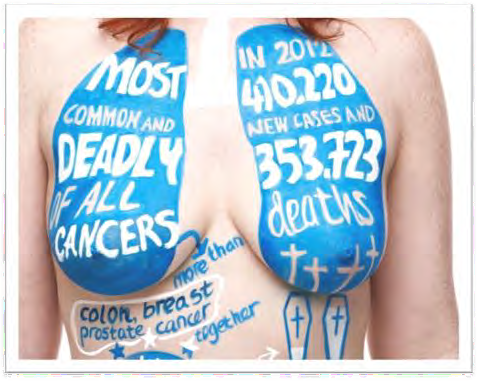 MOST
COMMON AND
DEADLY
OF ALL
CANCERS
IN 2012
410.220
NEW CASES AND
353.723
deaths
more than
colon, breast
prostate cancer
together